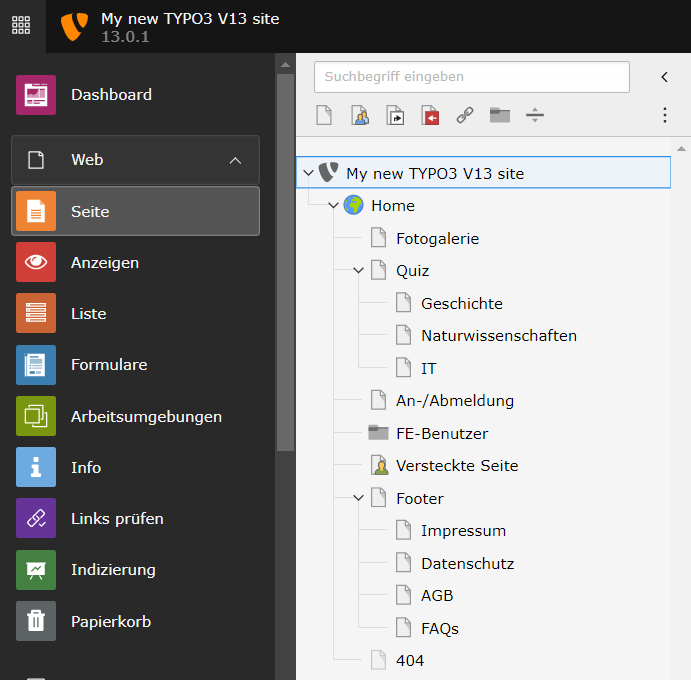 My new TYPO3 V13 site
13.0.1
Dashboard
Web
Seite
Anzeigen
Liste
Formulare
Arbeitsumgebungen
Info
Links prüfen
Indizierung
Papierkorb
Suchbegriff eingeben
My new TYPO3 V13 site
Home
Fotogalerie
Quiz
Geschichte
Naturwissenschaften
IT
An-/Abmeldung
FE-Benutzer
Versteckte Seite
Footer
Impressum
Datenschutz
AGB
FAQs
404